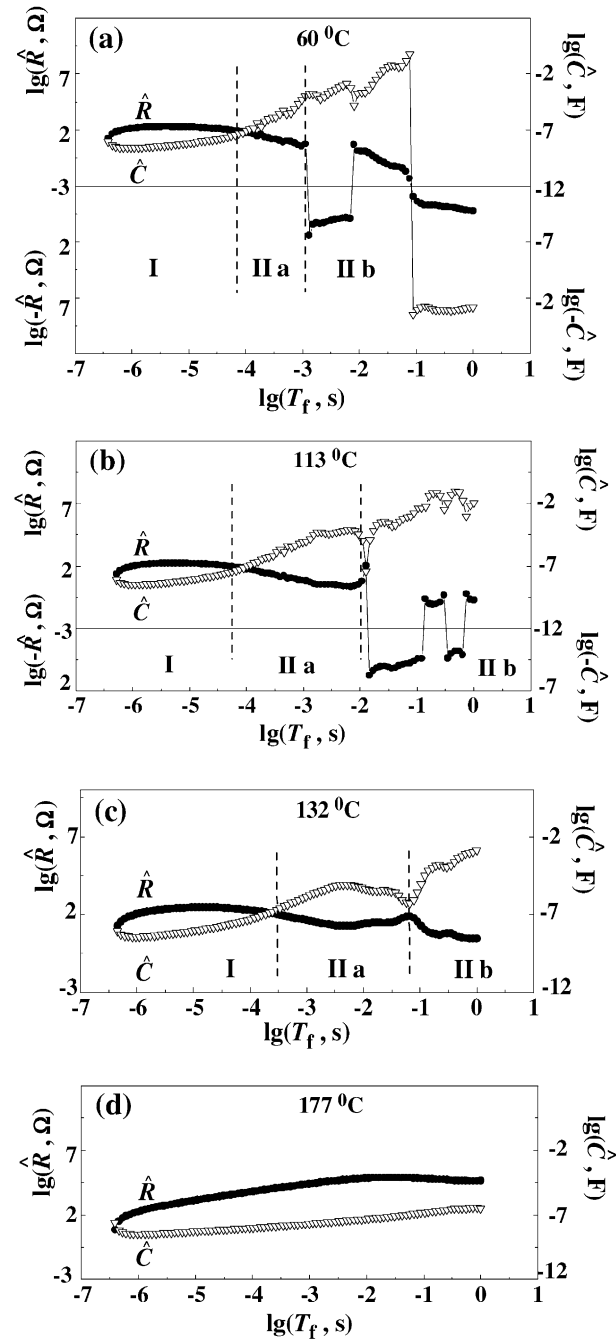 (a)
60 ⁰C
lg(R̂, Ω)
lg(Ĉ, F)
7
2
-3
2
7
-2
-7
-12
-7
-2
R̂
Ĉ
I
II a
II b
lg(-R̂, Ω)
lg(-Ĉ, F)
-7 -6 -5 -4 -3 -2 -1 0 1
lg(T_f, s)
(b)
113 ⁰C
lg(R̂, Ω)
lg(Ĉ, F)
7
2
-3
2
-2
-7
-12
-7
R̂
Ĉ
I
II a
II b
lg(-R̂, Ω)
lg(-Ĉ, F)
-7 -6 -5 -4 -3 -2 -1 0 1
lg(T_f, s)
(c)
132 ⁰C
lg(R̂, Ω)
lg(Ĉ, F)
7
2
-3
-2
-7
-12
R̂
Ĉ
I
II a
II b
-7 -6 -5 -4 -3 -2 -1 0 1
lg(T_f, s)
(d)
177 ⁰C
lg(R̂, Ω)
lg(Ĉ, F)
7
2
-3
-2
-7
-12
R̂
Ĉ
-7 -6 -5 -4 -3 -2 -1 0 1
lg(T_f, s)